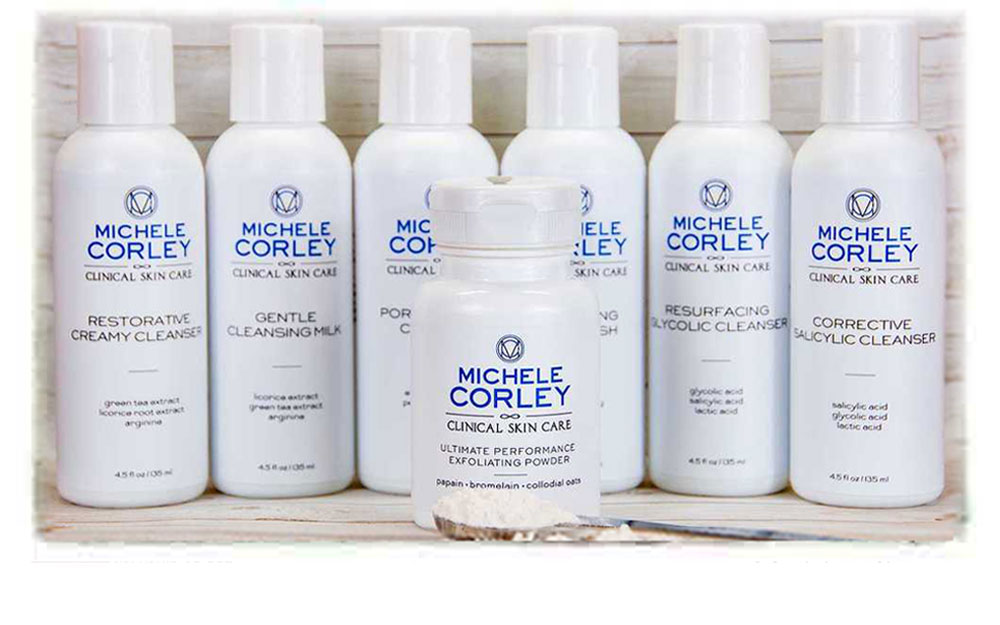 MICHELE
CORLEY
CLINICAL SKIN CARE
RESTORATIVE
CREAMY CLEANSER
green tea extract
licorice root extract
arginine
4.5 fl oz / 135 ml
MICHELE
CORLEY
CLINICAL SKIN CARE
GENTLE
CLEANSING MILK
licorice extract
green tea extract
arginine
4.5 fl oz / 135 ml
CLINICAL
MICHELE
CORLEY
CLINICAL SKIN CARE
ULTIMATE PERFORMANCE
EXFOLIATING POWDER
papain • bromelain • collodial oats
SKIN CARE
MICHELE
CORLEY
CLINICAL SKIN CARE
RESURFACING
GLYCOLIC CLEANSER
glycolic acid
salicylic acid
lactic acid
4.5 fl oz / 135 ml
MICHELE
CORLEY
CLINICAL SKIN CARE
CORRECTIVE
SALICYLIC CLEANSER
salicylic acid
glycolic acid
lactic acid
4.5 fl oz / 135 ml